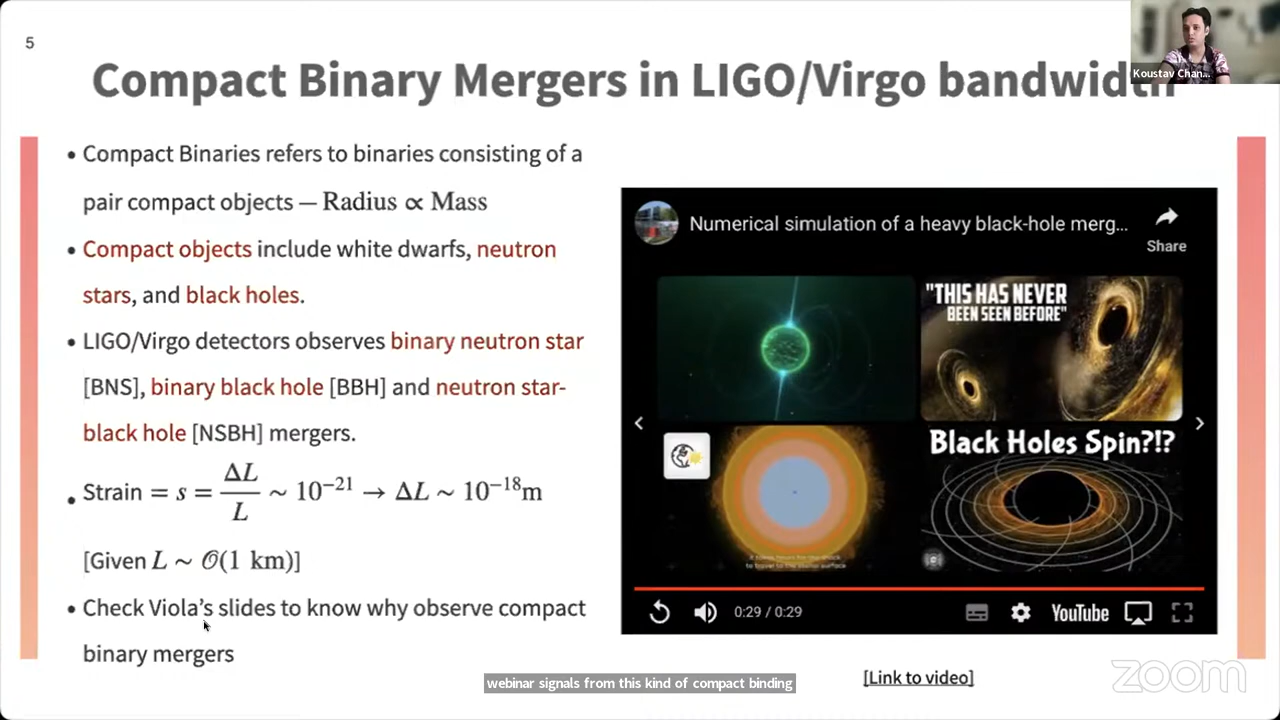 5
Compact Binary Mergers in LIGO/Virgo bandwidth
Koustav Chan...
• Compact Binaries refers to binaries consisting of a
pair compact objects — Radius ∝ Mass
• Compact objects include white dwarfs, neutron
stars, and black holes.
• LIGO/Virgo detectors observes binary neutron star
[BNS], binary black hole [BBH] and neutron star-
black hole [NSBH] mergers.
• Strain = s = ΔL/L ∼ 10⁻²¹ → ΔL ∼ 10⁻¹⁸m
[Given L ∼ 𝒪(1 km)]
• Check Viola’s slides to know why observe compact
binary mergers
Numerical simulation of a heavy black-hole merg...
Share
"THIS HAS NEVER
BEEN SEEN BEFORE"
Black Holes Spin?!?
0:29 / 0:29
YouTube
[Link to video]
webinar signals from this kind of compact binding
zoom